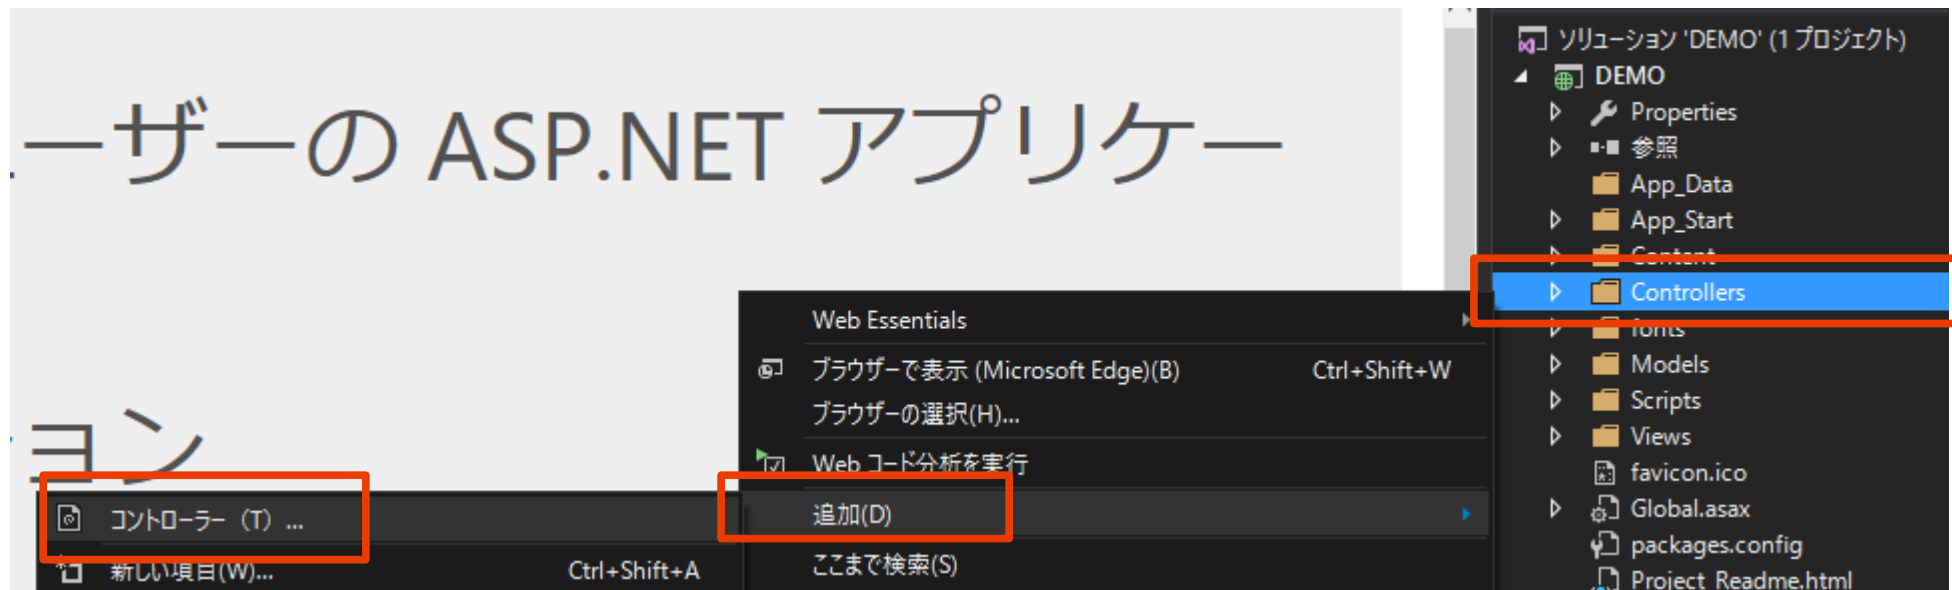 ーザーの ASP.NET アプリケー
ション
コントローラー (T) ...
新しい項目(W)... Ctrl+Shift+A
Web Essentials
ブラウザーで表示 (Microsoft Edge)(B) Ctrl+Shift+W
ブラウザーの選択(H)...
Web コード分析を実行
追加(D)
ここまで検索(S)
ソリューション 'DEMO' (1 プロジェクト)
DEMO
Properties
参照
App_Data
App_Start
Content
Controllers
fonts
Models
Scripts
Views
favicon.ico
Global.asax
packages.config
Project_Readme.html